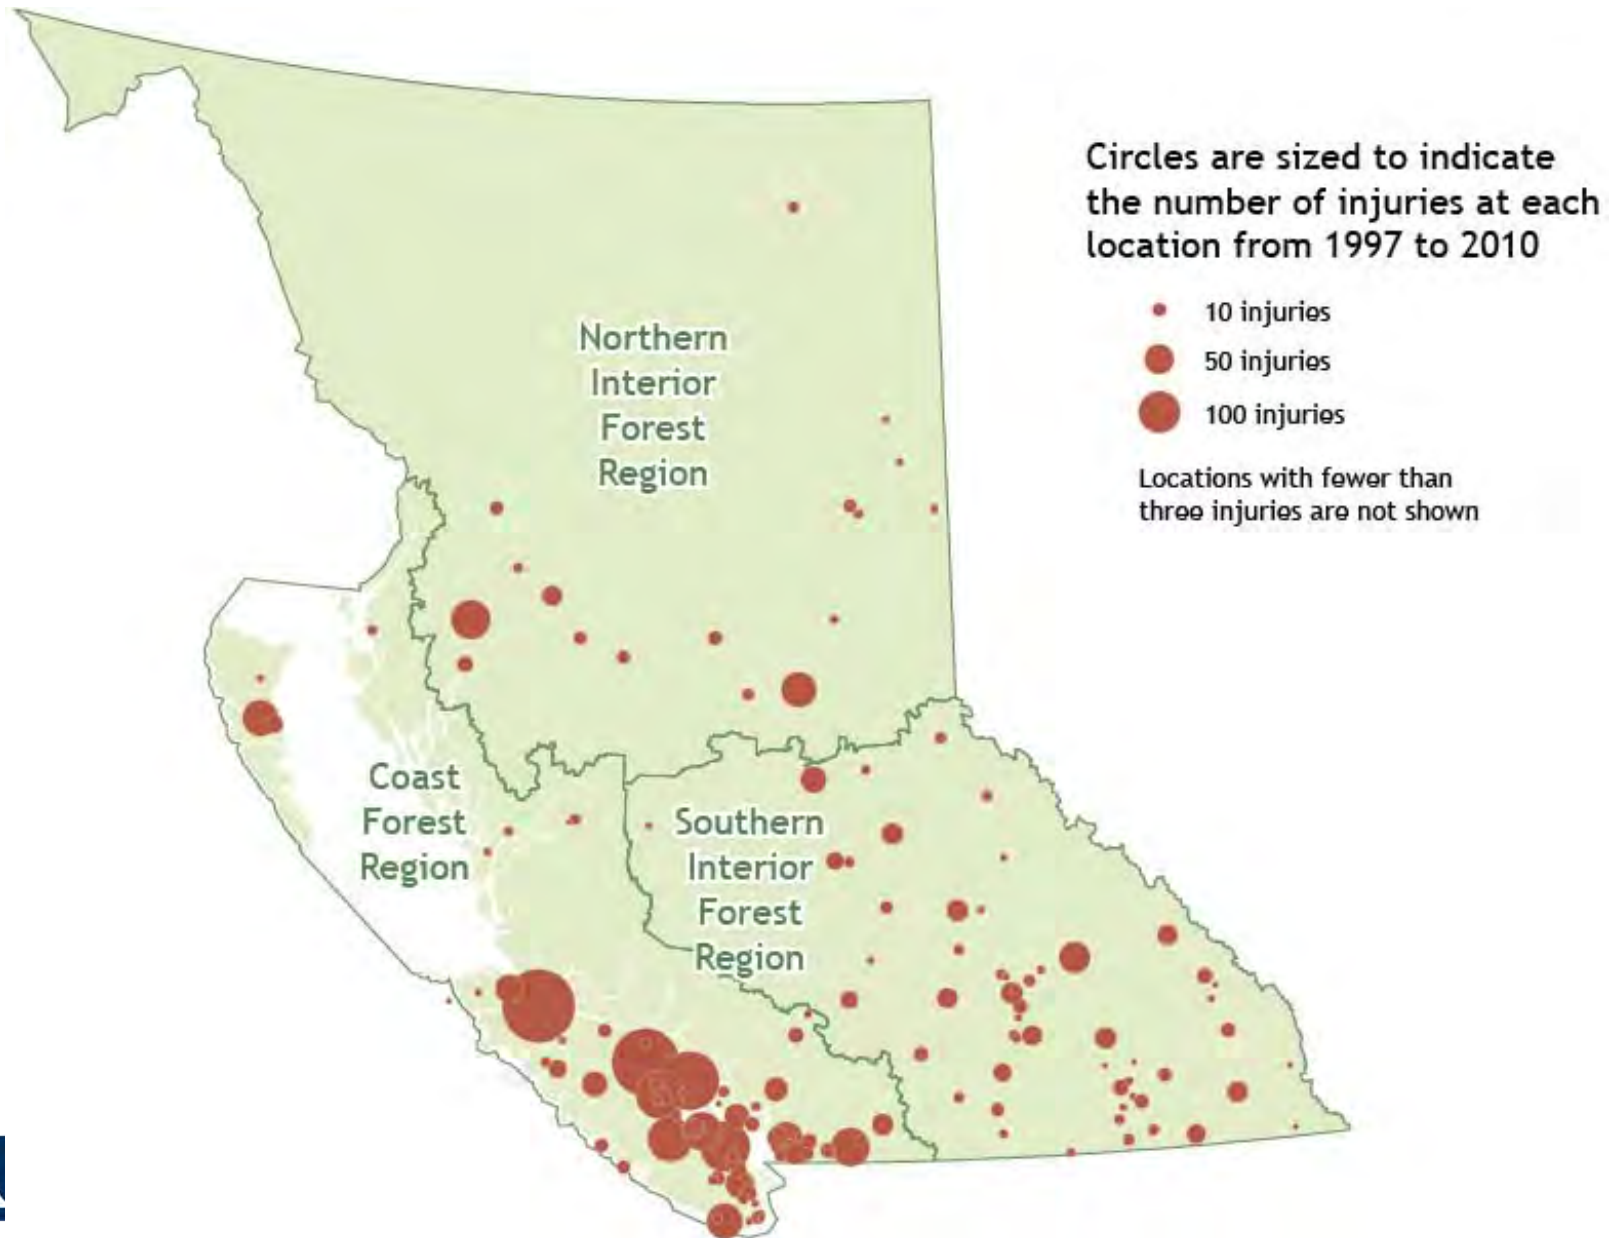 Circles are sized to indicate
the number of injuries at each
location from 1997 to 2010
10 injuries
50 injuries
100 injuries
Locations with fewer than
three injuries are not shown
Northern
Interior
Forest
Region
Coast
Forest
Region
Southern
Interior
Forest
Region